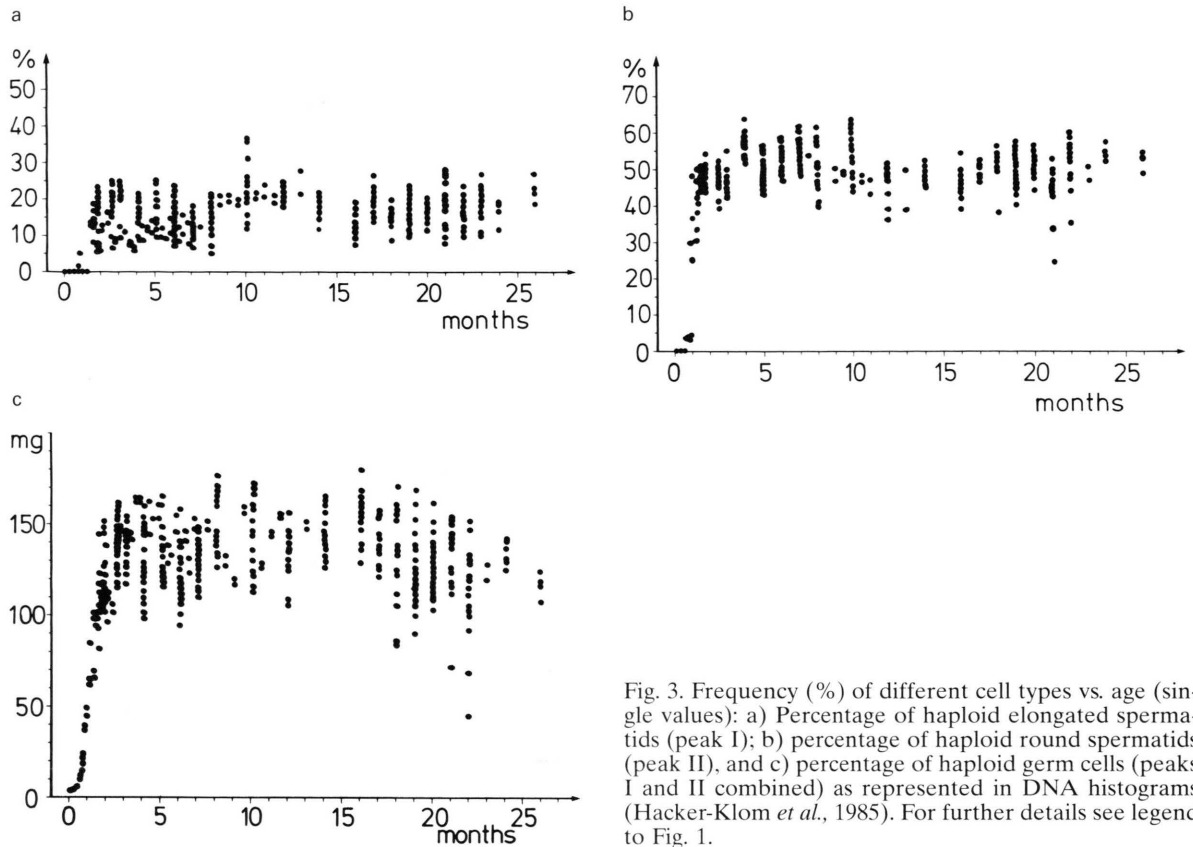 a
%
50
40
30
20
10
0
0 5 10 15 20 25
months
b
%
70
60
50
40
30
20
10
0
0 5 10 15 20 25
months
c
mg
150
100
50
0
0 5 10 15 20 25
months
Fig. 3. Frequency (%) of different cell types vs. age (sin-
gle values): a) Percentage of haploid elongated sperma-
tids (peak I); b) percentage of haploid round spermatids
(peak II), and c) percentage of haploid germ cells (peaks
I and II combined) as represented in DNA histograms
(Hacker-Klom et al., 1985). For further details see legend
to Fig. 1.